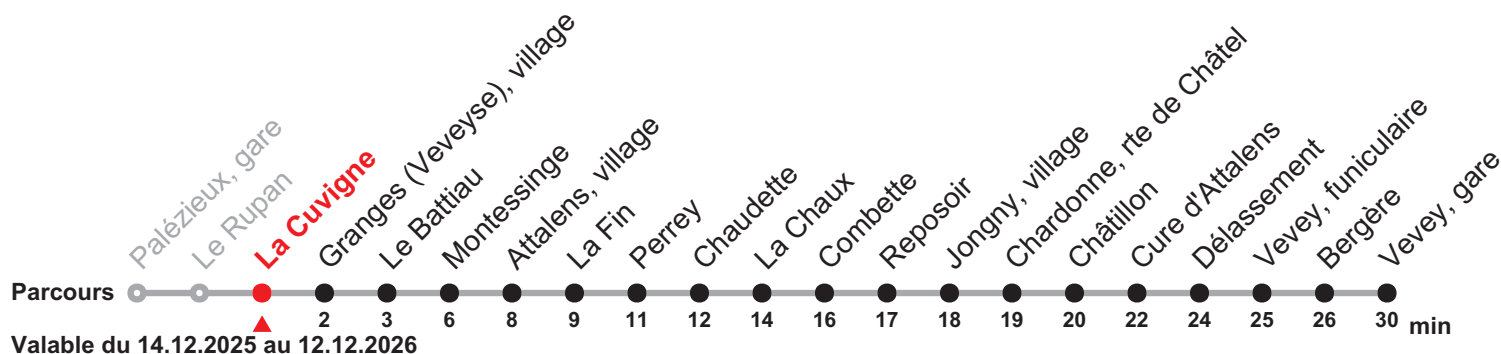 Palézieux, gare
Le Rupan
La Cuvigne
Granges (Veveyse), village
Le Battiau
Montessinge
Attalens, village
La Fin
Perrey
Chaudette
La Chaux
Combette
Reposoir
Jongny, village
Chardonne, rte de Châtel
Châtillon
Cure d'Attalens
Délassement
Vevey, funiculaire
Bergère
Vevey, gare
Parcours
2 3 6 8 9 11 12 14 16 17 18 19 20 22 24 25 26 30 min
Valable du 14.12.2025 au 12.12.2026